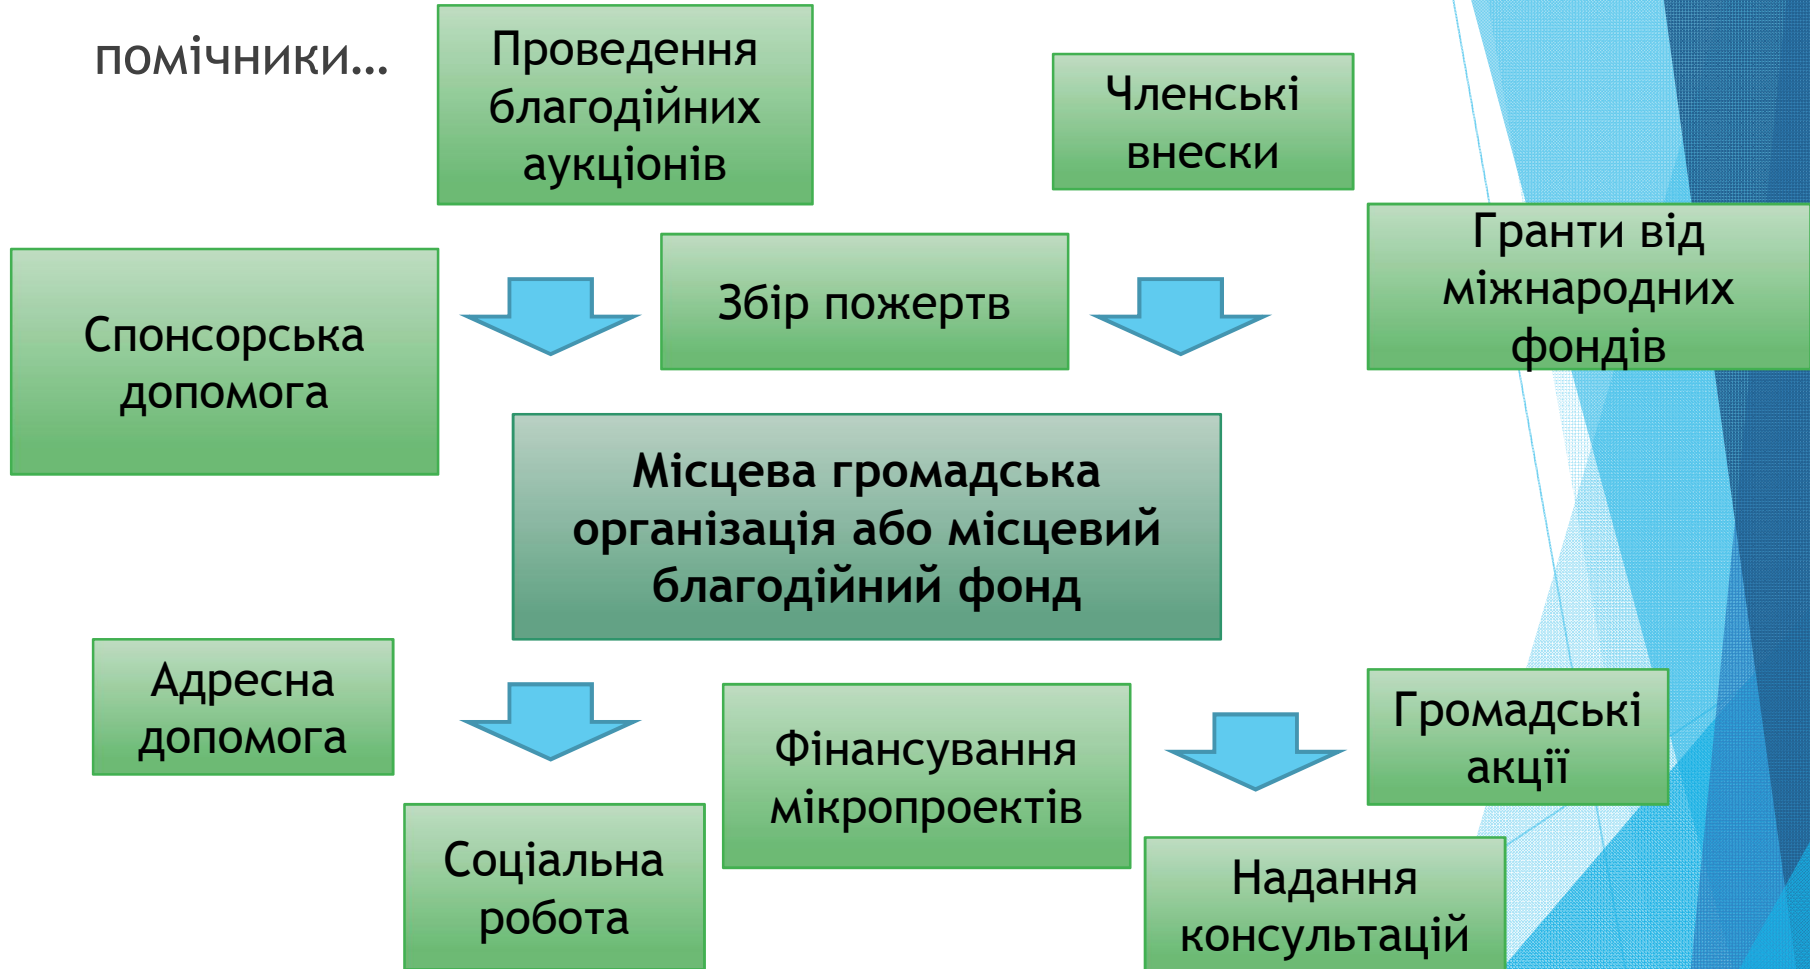 помічники…
Проведення
благодійних
аукціонів
Членські
внески
Гранти від
міжнародних
фондів
Спонсорська
допомога
Збір пожертв
Місцева громадська
організація або місцевий
благодійний фонд
Адресна
допомога
Соціальна
робота
Фінансування
мікропроектів
Громадські
акції
Надання
консультацій